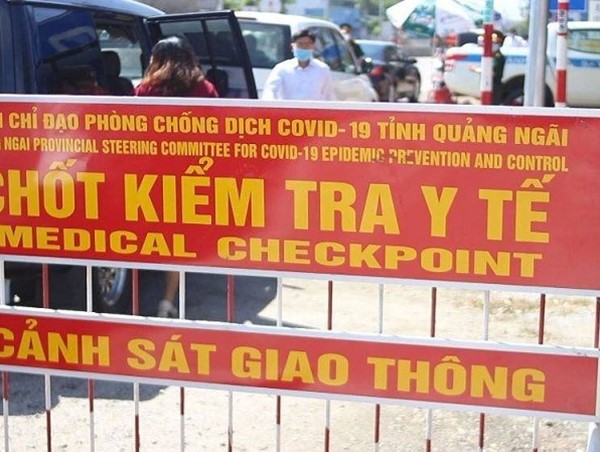 CHỈ ĐẠO PHÒNG CHỐNG DỊCH COVID-19 TỈNH QUẢNG NGÃI
NGAI PROVINCIAL STEERING COMMITTEE FOR COVID-19 EPIDEMIC PREVENTION AND CONTROL
CHỐT KIỂM TRA Y TẾ
MEDICAL CHECKPOINT
CẢNH SÁT GIAO THÔNG